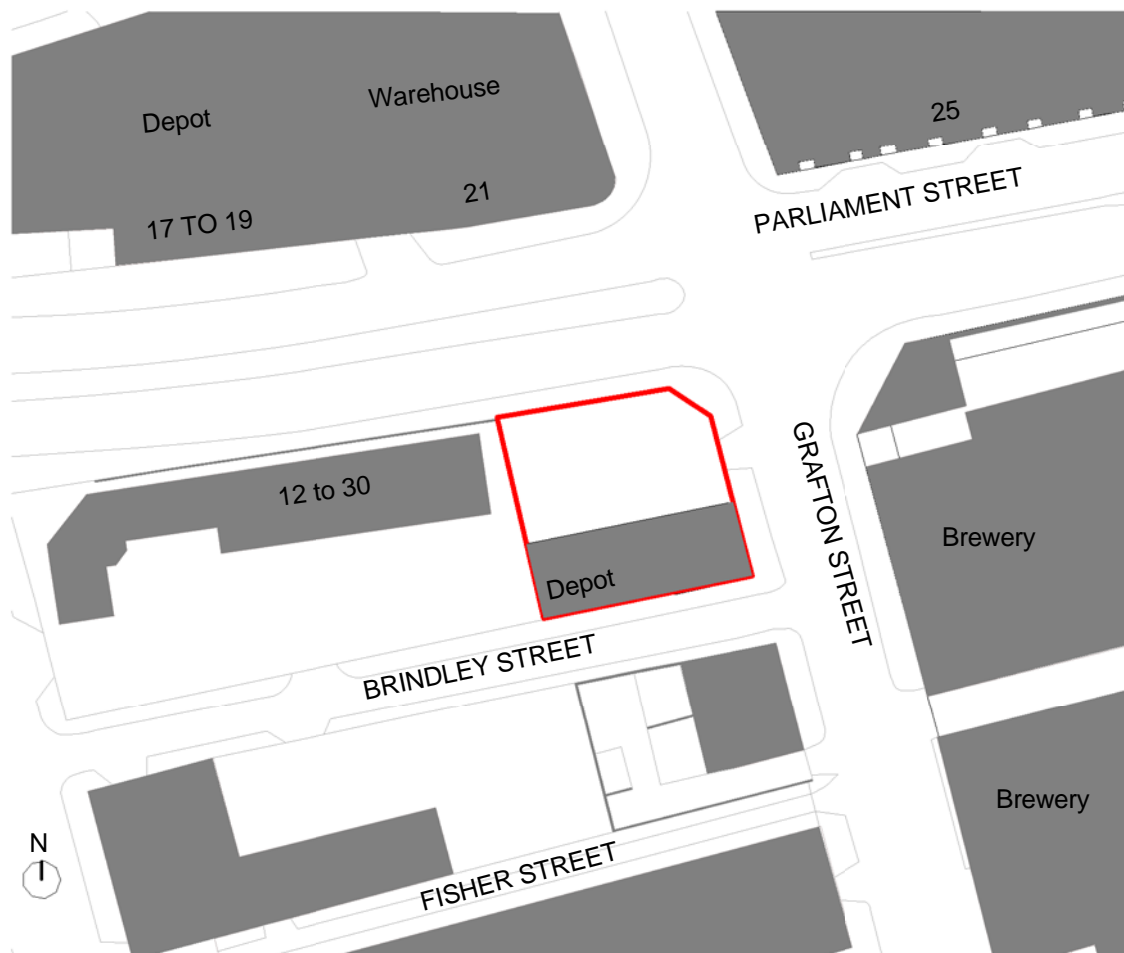 Warehouse
Depot
25
21
17 TO 19
PARLIAMENT STREET
12 to 30
GRAFTON STREET
Brewery
Depot
BRINDLEY STREET
Brewery
N
FISHER STREET